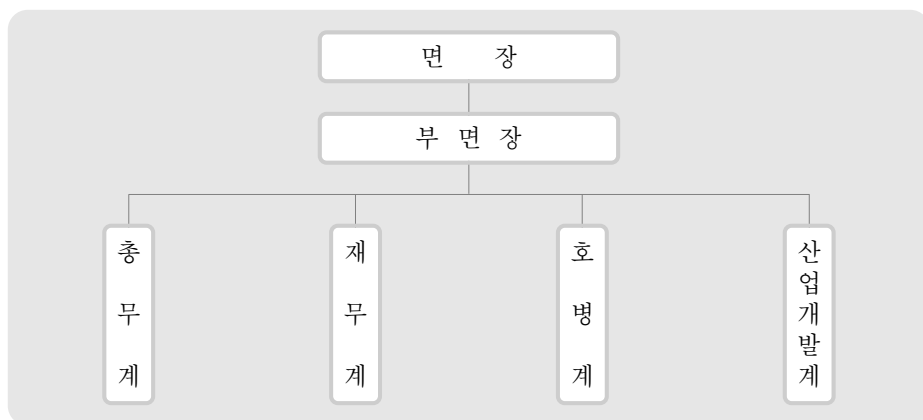 면 장
부 면 장
총 무 계
재 무 계
호 병 계
산업개발계